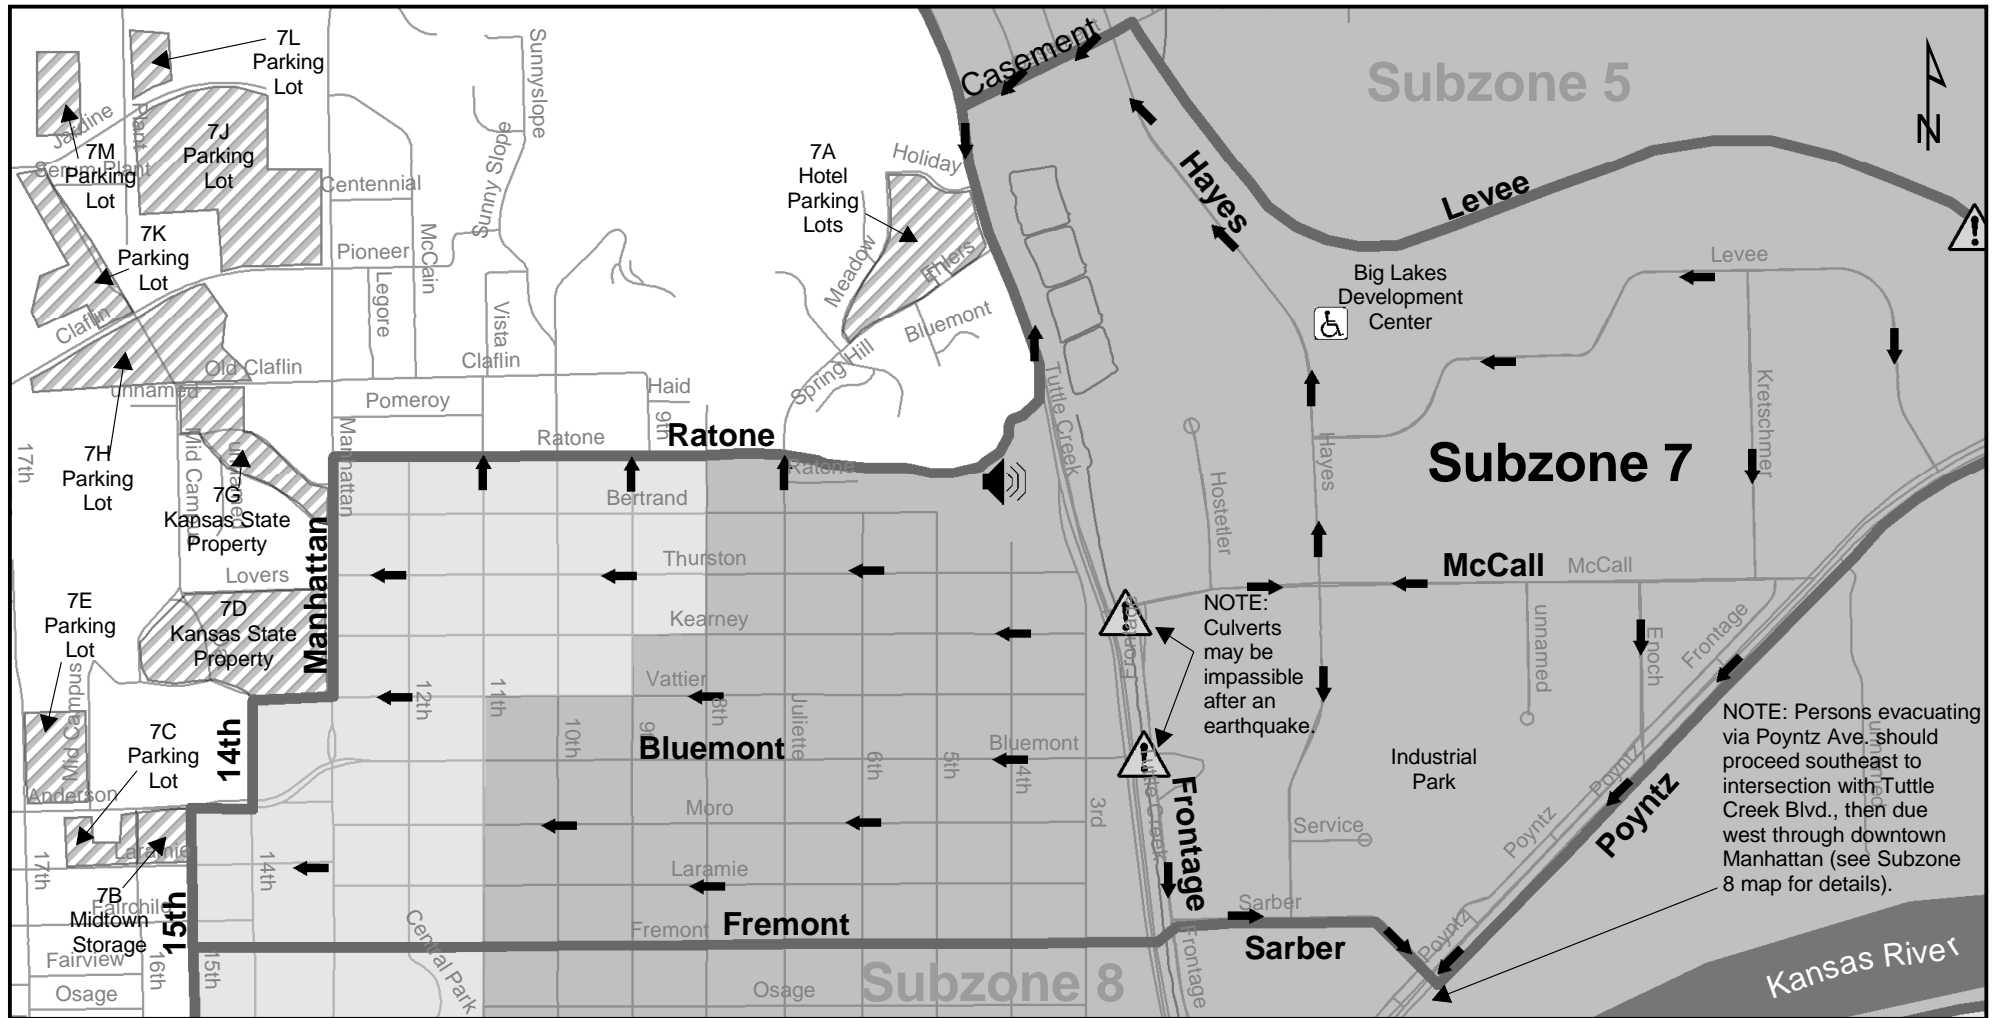 7L
Parking
Lot
Sunnyslope
Casement
Subzone 5
N
Jardine
Plant
7J
Parking
Lot
7M
Parking
Lot
Serum Plant
Sunny Slope
7A
Hotel
Parking
Lots
Holiday
Hayes
Levee
Centennial
7K
Parking
Lot
Pioneer
McCain
Meadow
Ehlers
Levee
Legore
Vista
Bluemont
Big Lakes
Development
Center
Claflin
Old Claflin
Claflin
unnamed
Spring Hill
Tuttle Creek
Kretschmer
Haid
Pomeroy
9th
Manhattan
Ratone
Ratone
Ratone
Hayes
Subzone 7
17th
7H
Parking
Lot
Mid Campus
unnamed
7G
Kansas State
Property
Bertrand
Hostetler
Manhattan
Thurston
McCall
McCall
Lovers
7E
Parking
Lot
7D
Kansas State
Property
Kearney
Frontage
NOTE:
Culverts
may be
impassible
after an
earthquake.
unnamed
Enoch
Frontage
Mid Campus
Vattier
12th
11th
10th
9th
8th
Juliette
6th
5th
4th
3rd
14th
7C
Parking
Lot
Bluemont
Bluemont
Tuttle Creek
Frontage
Industrial
Park
Poyntz
Poyntz
NOTE: Persons evacuating
via Poyntz Ave. should
proceed southeast to
intersection with Tuttle
Creek Blvd., then due
west through downtown
Manhattan (see Subzone
8 map for details).
unnamed
Anderson
Moro
Service
Poyntz
Laramie
17th
14th
Laramie
7B
Midtown
Storage
Fairchild
15th
Fremont
Fremont
Sarber
Sarber
Poyntz
Central Park
Fairview
16th
15th
Frontage
Osage
Osage
Subzone 8
Kansas River